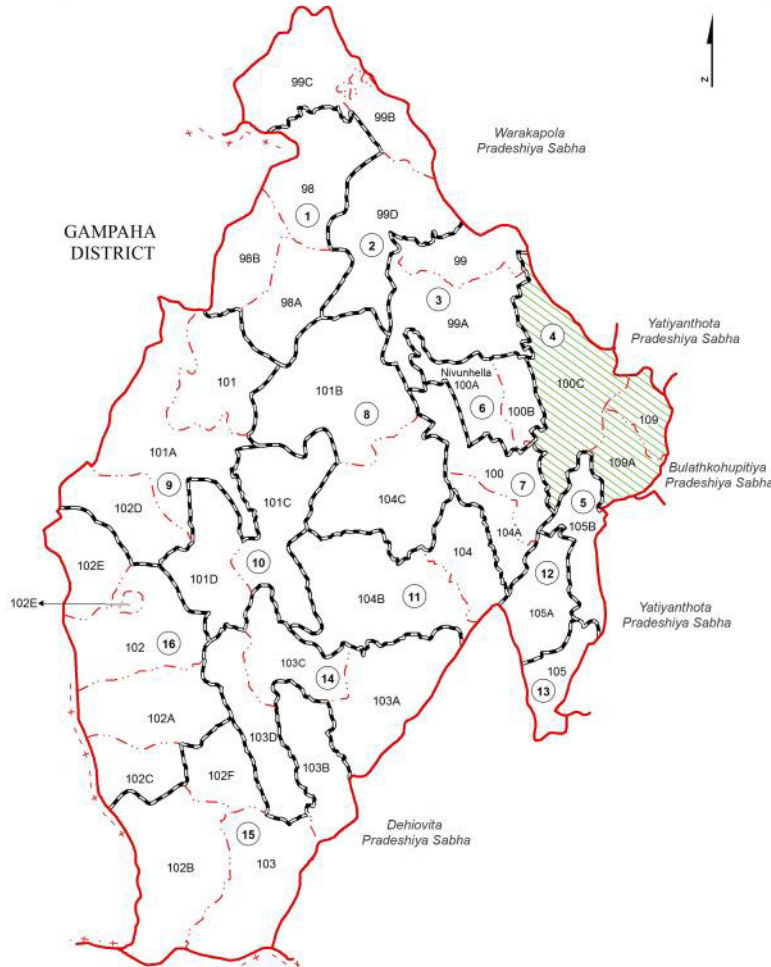 99C
99B
N
Warakapola
Pradeshiya Sabha
98
1
99D
GAMPAHA
DISTRICT
2
98B
99
98A
3
99A
4
Yatiyanthota
Pradeshiya Sabha
101
101B
Nivunhella
100A
100C
8
6
100B
109
101A
109A
Bulathkohupitiya
Pradeshiya Sabha
9
101C
100
7
102D
104C
5
105B
104A
102E
101D
10
104
12
102E
104B
11
105A
Yatiyanthota
Pradeshiya Sabha
102
16
103C
14
105
13
103A
102A
103D
103B
102C
102F
15
Dehiovita
Pradeshiya Sabha
102B
103